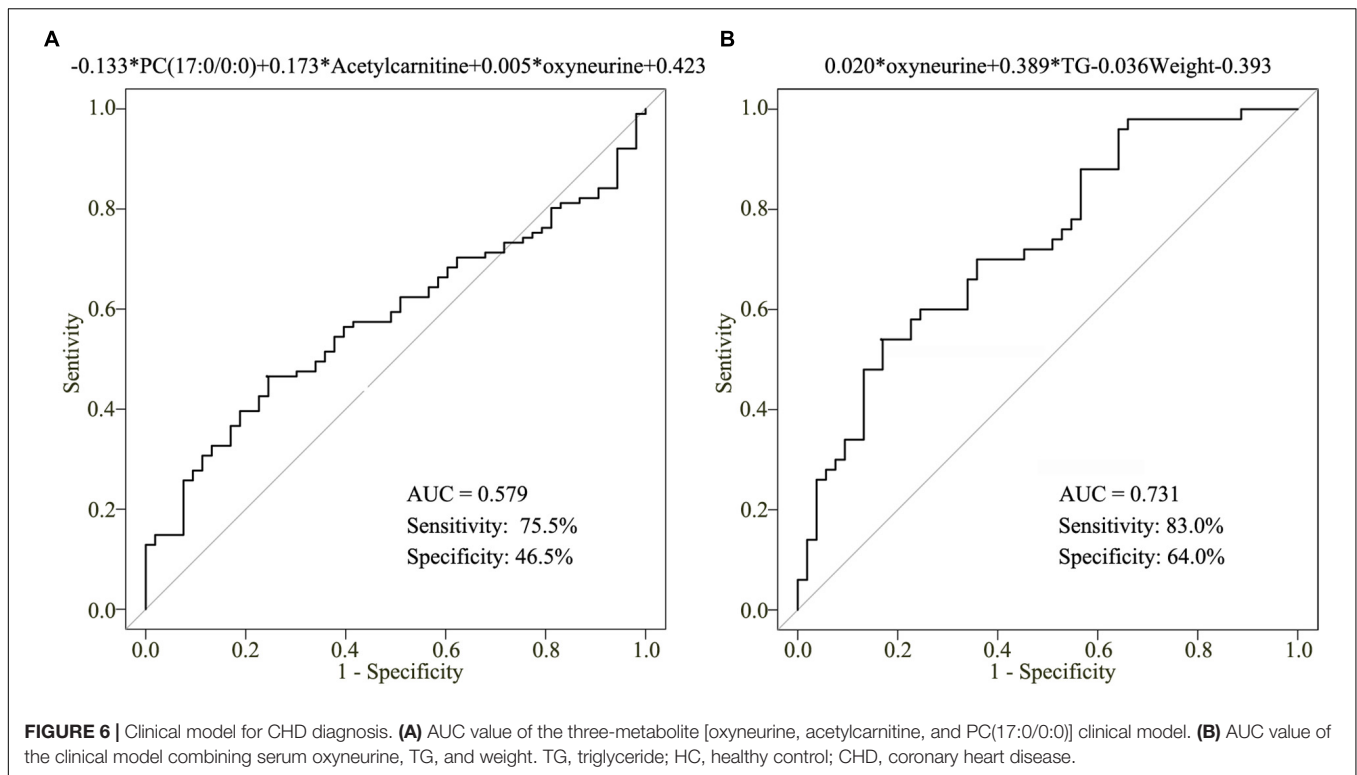 A
-0.133*PC(17:0/0:0)+0.173*Acetylcarnitine+0.005*oxyneurine+0.423
1.0
0.8
0.6
0.4
0.2
0.0
Sentivity
AUC = 0.579
Sensitivity: 75.5%
Specificity: 46.5%
0.0 0.2 0.4 0.6 0.8 1.0
1 - Specificity
B
0.020*oxyneurine+0.389*TG-0.036Weight-0.393
1.0
0.8
0.6
0.4
0.2
0.0
Sentivity
AUC = 0.731
Sensitivity: 83.0%
Specificity: 64.0%
0.0 0.2 0.4 0.6 0.8 1.0
1 - Specificity
FIGURE 6 | Clinical model for CHD diagnosis. (A) AUC value of the three-metabolite [oxyneurine, acetylcarnitine, and PC(17:0/0:0)] clinical model. (B) AUC value of
the clinical model combining serum oxyneurine, TG, and weight. TG, triglyceride; HC, healthy control; CHD, coronary heart disease.